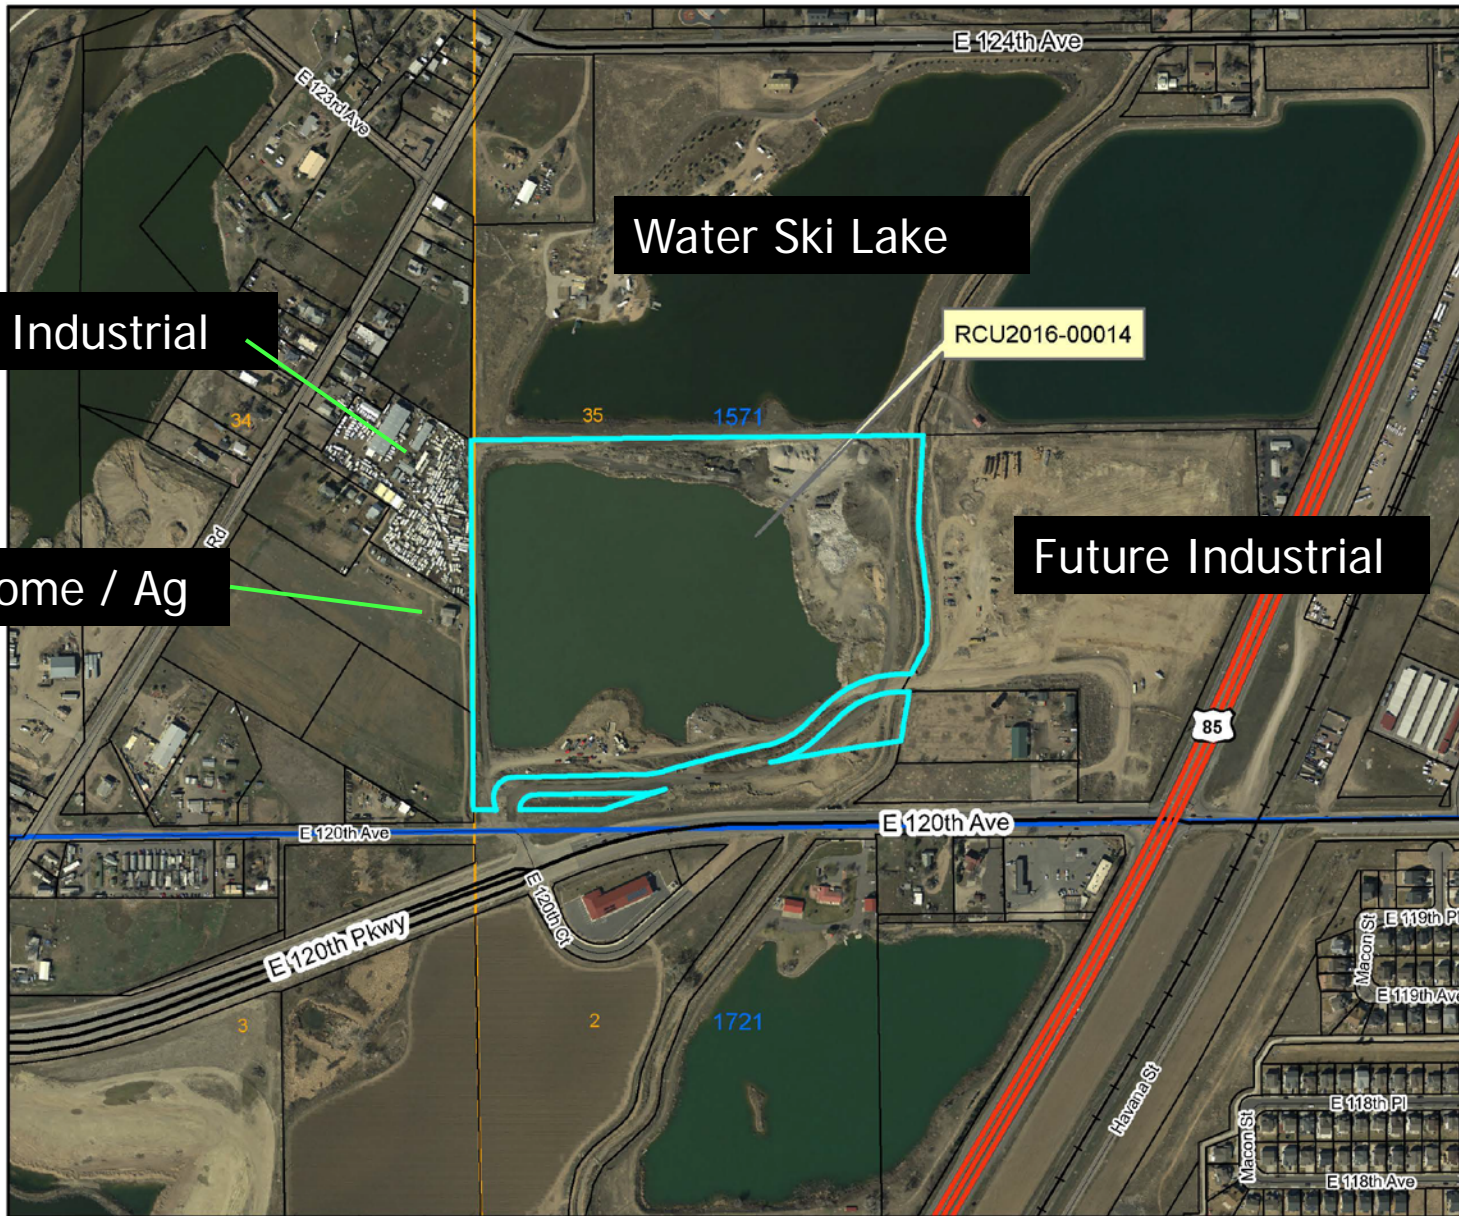 E 124th Ave
E 123rd Ave
Water Ski Lake
Industrial
RCU2016-00014
34
35
1571
Rd
Future Industrial
ome / Ag
85
E 120th Ave
E 120th Ave
E 120th Ct
E 120th Pkwy
Macon St
E 119th Pl
E 119th Ave
3
2
1721
Havana St
E 118th Pl
Macon St
E 118th Ave